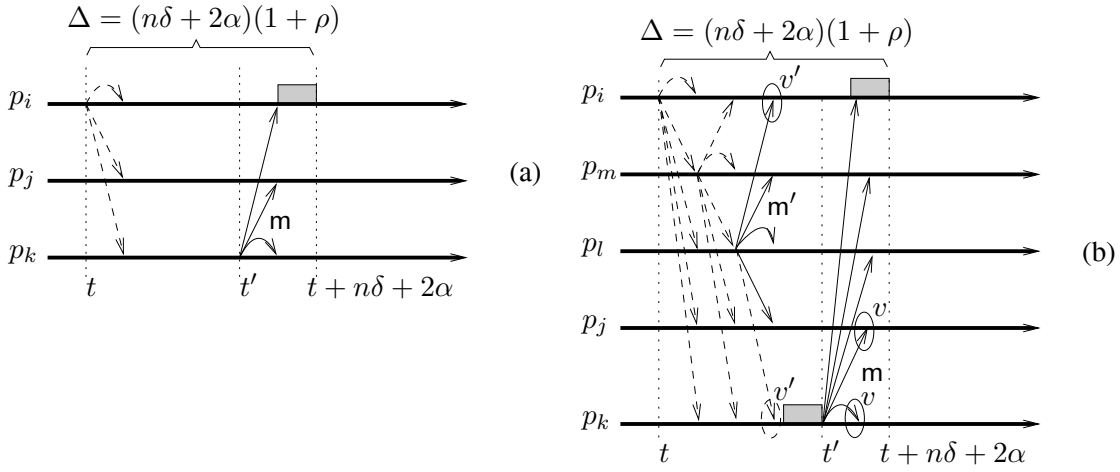 Δ = (nδ + 2α)(1 + ρ)
p_i
p_j
(a)
m
p_k
t
t′
t + nδ + 2α
Δ = (nδ + 2α)(1 + ρ)
v′
p_i
p_m
m′
p_l
(b)
v
p_j
m
v′
v
p_k
t
t′
t + nδ + 2α